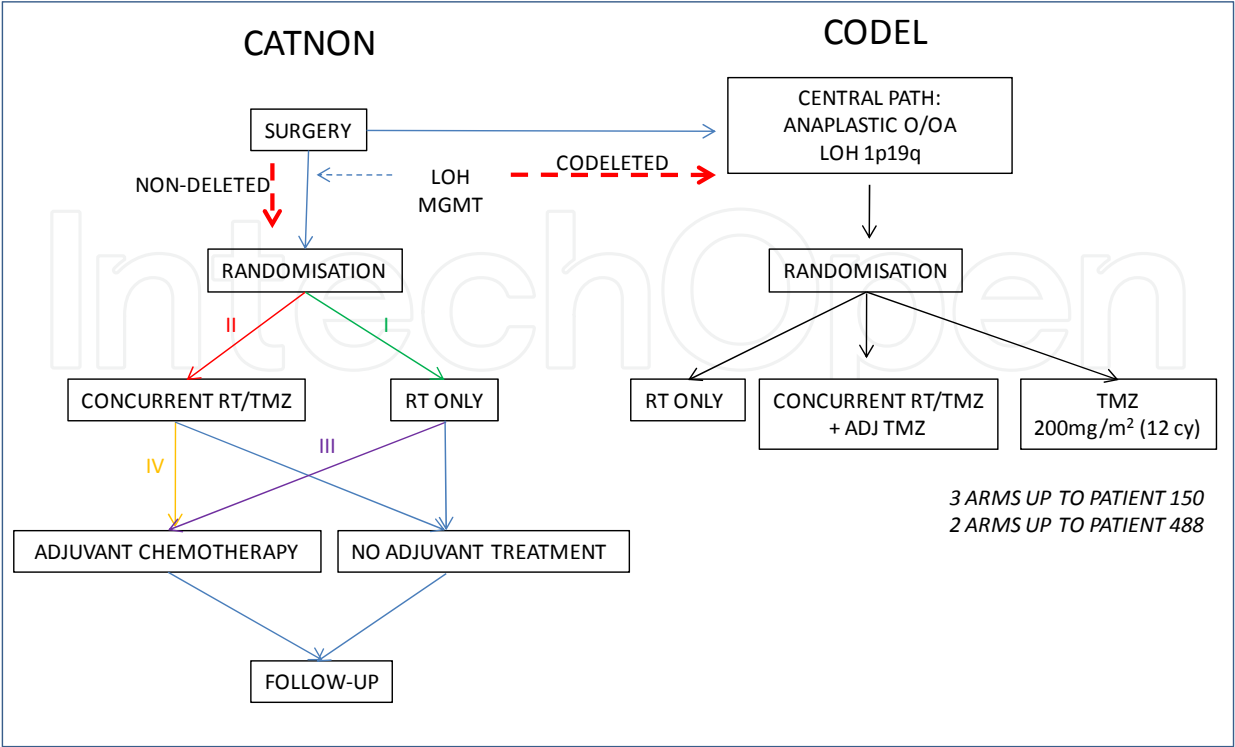 CATNON
CODEL
SURGERY
CENTRAL PATH:
ANAPLASTIC O/OA
LOH 1p19q
NON-DELETED
LOH
MGMT
CODELETED
RANDOMISATION
RANDOMISATION
II
I
CONCURRENT RT/TMZ
RT ONLY
RT ONLY
CONCURRENT RT/TMZ
+ ADJ TMZ
TMZ
200mg/m² (12 cy)
III
IV
3 ARMS UP TO PATIENT 150
2 ARMS UP TO PATIENT 488
ADJUVANT CHEMOTHERAPY
NO ADJUVANT TREATMENT
FOLLOW-UP
IntechOpen